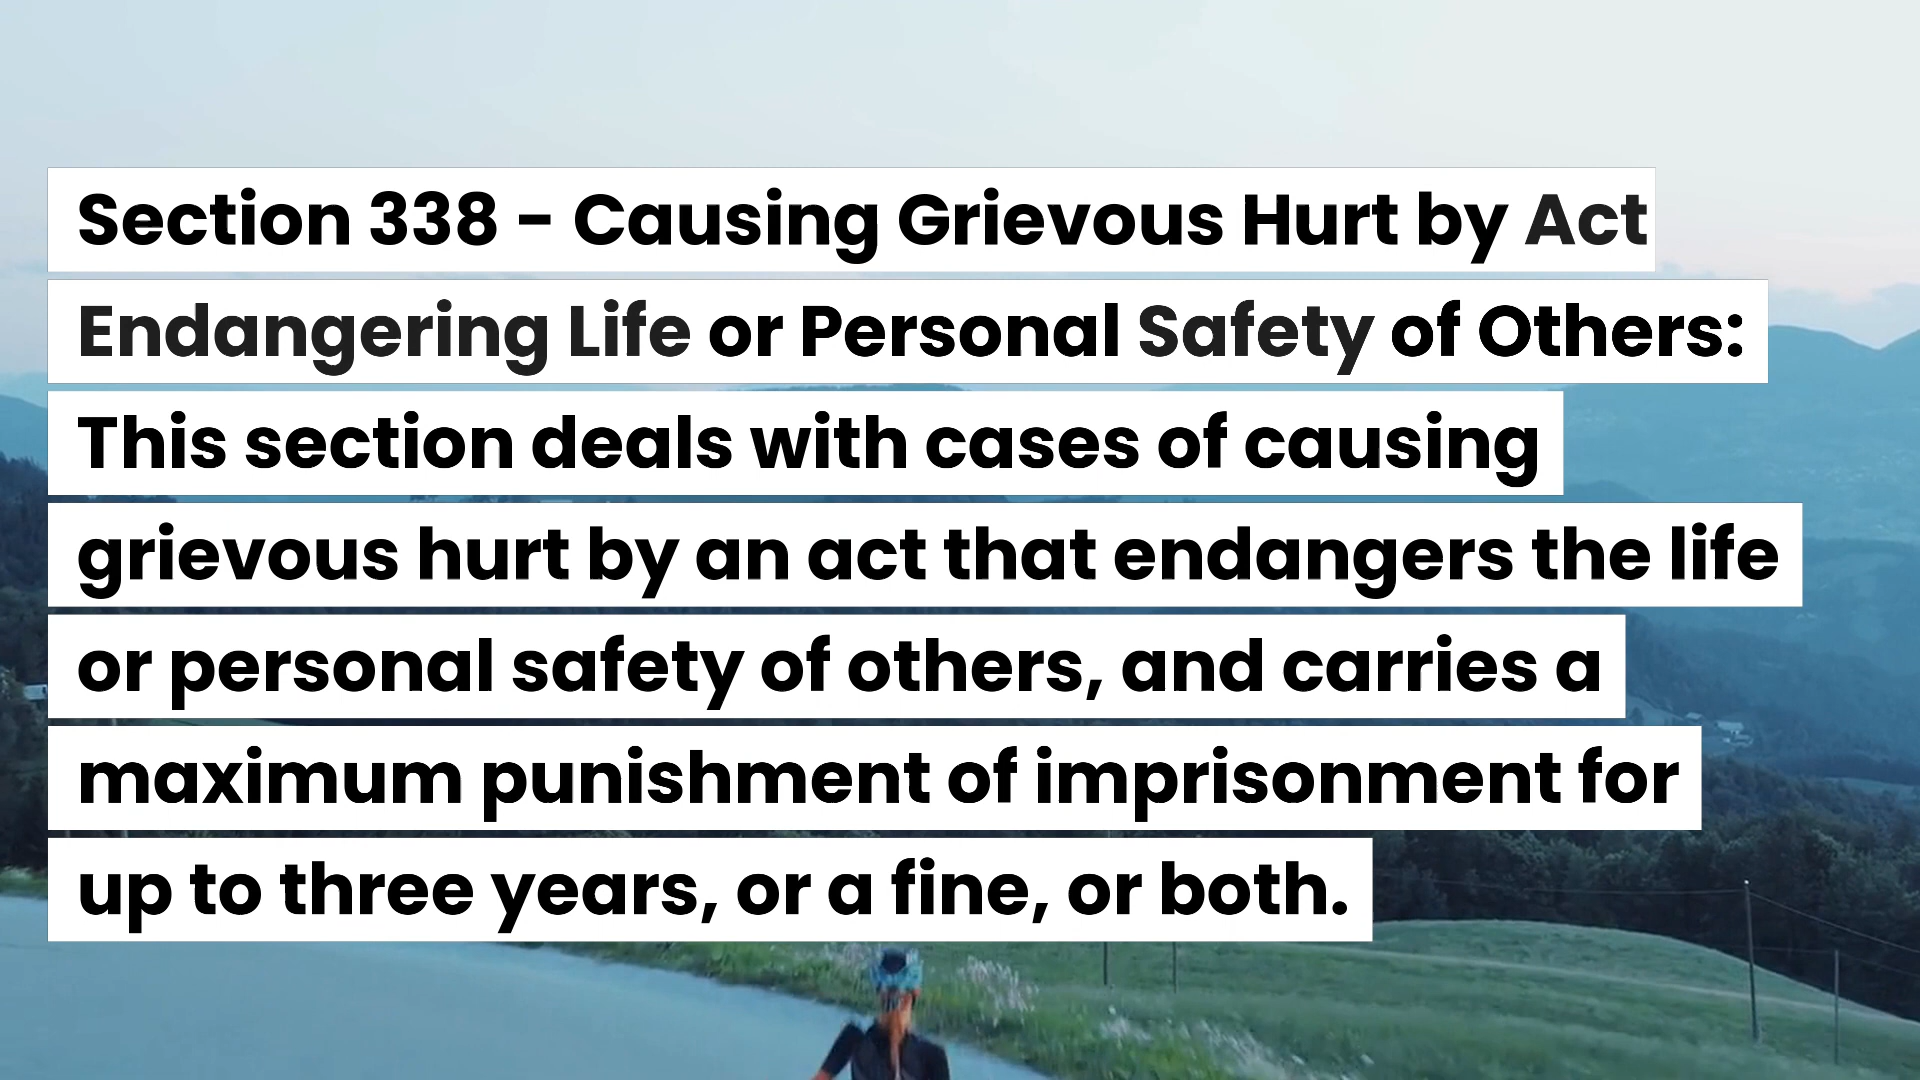 Section 338 - Causing Grievous Hurt by Act
Endangering Life or Personal Safety of Others:
This section deals with cases of causing
grievous hurt by an act that endangers the life
or personal safety of others, and carries a
maximum punishment of imprisonment for
up to three years, or a fine, or both.